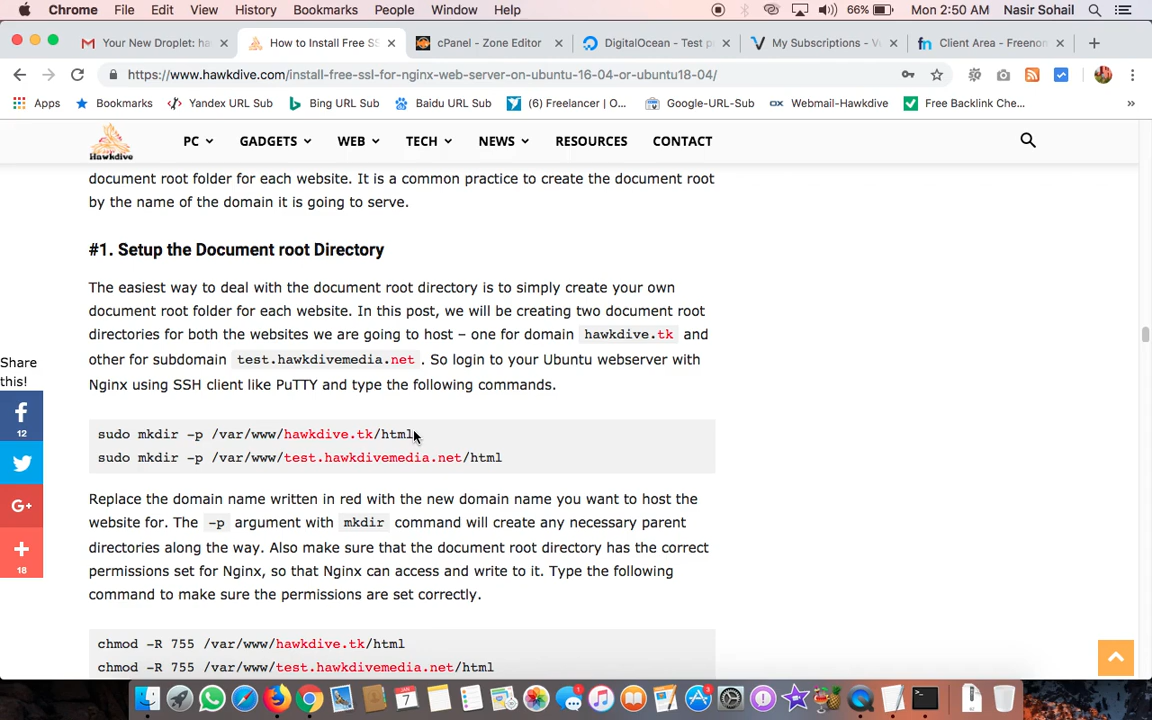 Chrome File Edit View History Bookmarks People Window Help 66% Mon 2:50 AM Nasir Sohail
Your New Droplet: ha How to Install Free SS cPanel - Zone Editor DigitalOcean - Test p My Subscriptions - Vu Client Area - Freenom
https://www.hawkdive.com/install-free-ssl-for-nginx-web-server-on-ubuntu-16-04-or-ubuntu18-04/
Apps Bookmarks Yandex URL Sub Bing URL Sub Baidu URL Sub (6) Freelancer | O... Google-URL-Sub Webmail-Hawkdive Free Backlink Che...
Hawkdive PC GADGETS WEB TECH NEWS RESOURCES CONTACT
document root folder for each website. It is a common practice to create the document root
by the name of the domain it is going to serve.
#1. Setup the Document root Directory
The easiest way to deal with the document root directory is to simply create your own
document root folder for each website. In this post, we will be creating two document root
directories for both the websites we are going to host – one for domain hawkdive.tk and
other for subdomain test.hawkdivemedia.net . So login to your Ubuntu webserver with
Nginx using SSH client like PuTTY and type the following commands.
sudo mkdir -p /var/www/hawkdive.tk/html
sudo mkdir -p /var/www/test.hawkdivemedia.net/html
Replace the domain name written in red with the new domain name you want to host the
website for. The -p argument with mkdir command will create any necessary parent
directories along the way. Also make sure that the document root directory has the correct
permissions set for Nginx, so that Nginx can access and write to it. Type the following
command to make sure the permissions are set correctly.
chmod -R 755 /var/www/hawkdive.tk/html
chmod -R 755 /var/www/test.hawkdivemedia.net/html
Share
this!
12
18